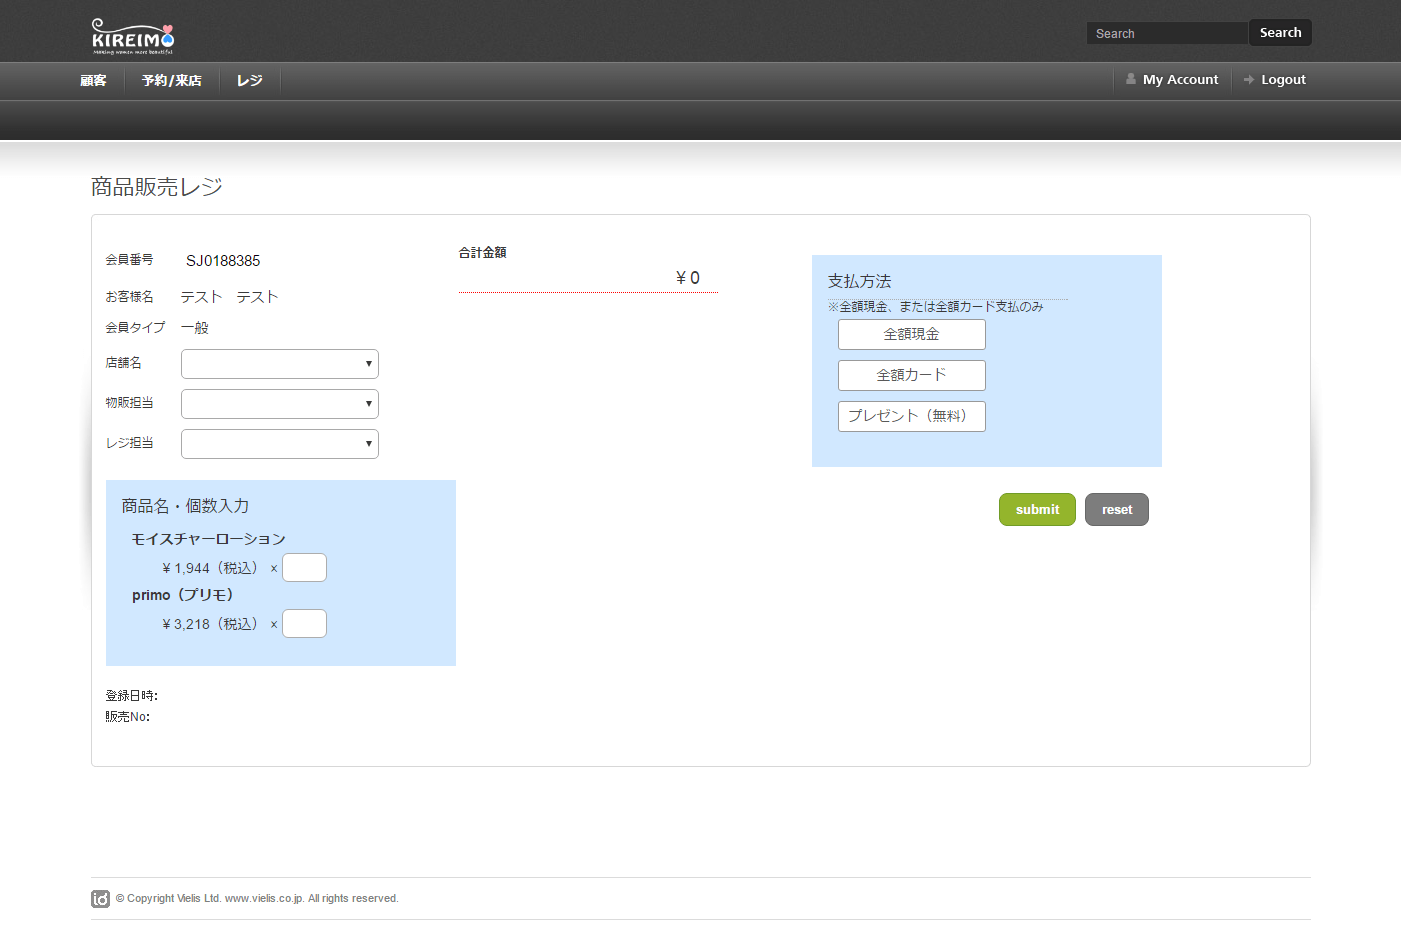 KIREIMO
Making women more beautiful
Search
Search
顧客
予約/来店
レジ
My Account
Logout
商品販売レジ
会員番号 SJ0188385
お客様名 テスト　テスト
会員タイプ 一般
店舗名
物販担当
レジ担当
商品名・個数入力
モイスチャーローション
¥ 1,944（税込） ×
primo（プリモ）
¥ 3,218（税込） ×
登録日時:
販売No:
合計金額
¥ 0
支払方法
※全額現金、または全額カード支払のみ
全額現金
全額カード
プレゼント（無料）
submit
reset
© Copyright Vielis Ltd. www.vielis.co.jp. All rights reserved.